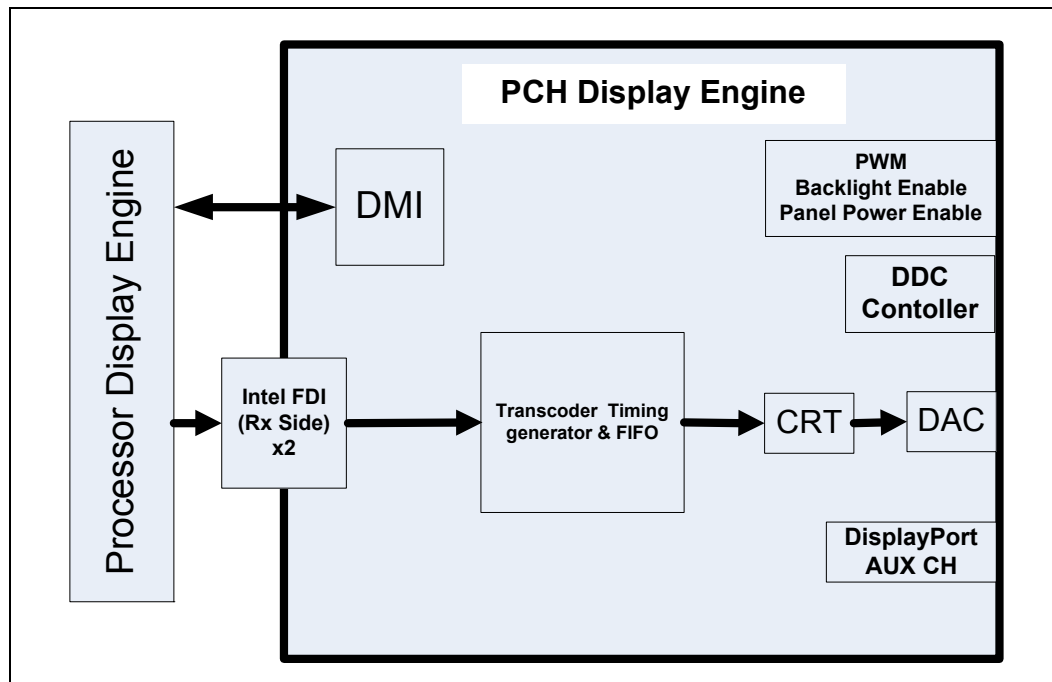 PCH Display Engine
Processor Display Engine
DMI
PWM
Backlight Enable
Panel Power Enable
DDC
Contoller
Intel FDI
(Rx Side)
x2
Transcoder Timing
generator & FIFO
CRT
DAC
DisplayPort
AUX CH